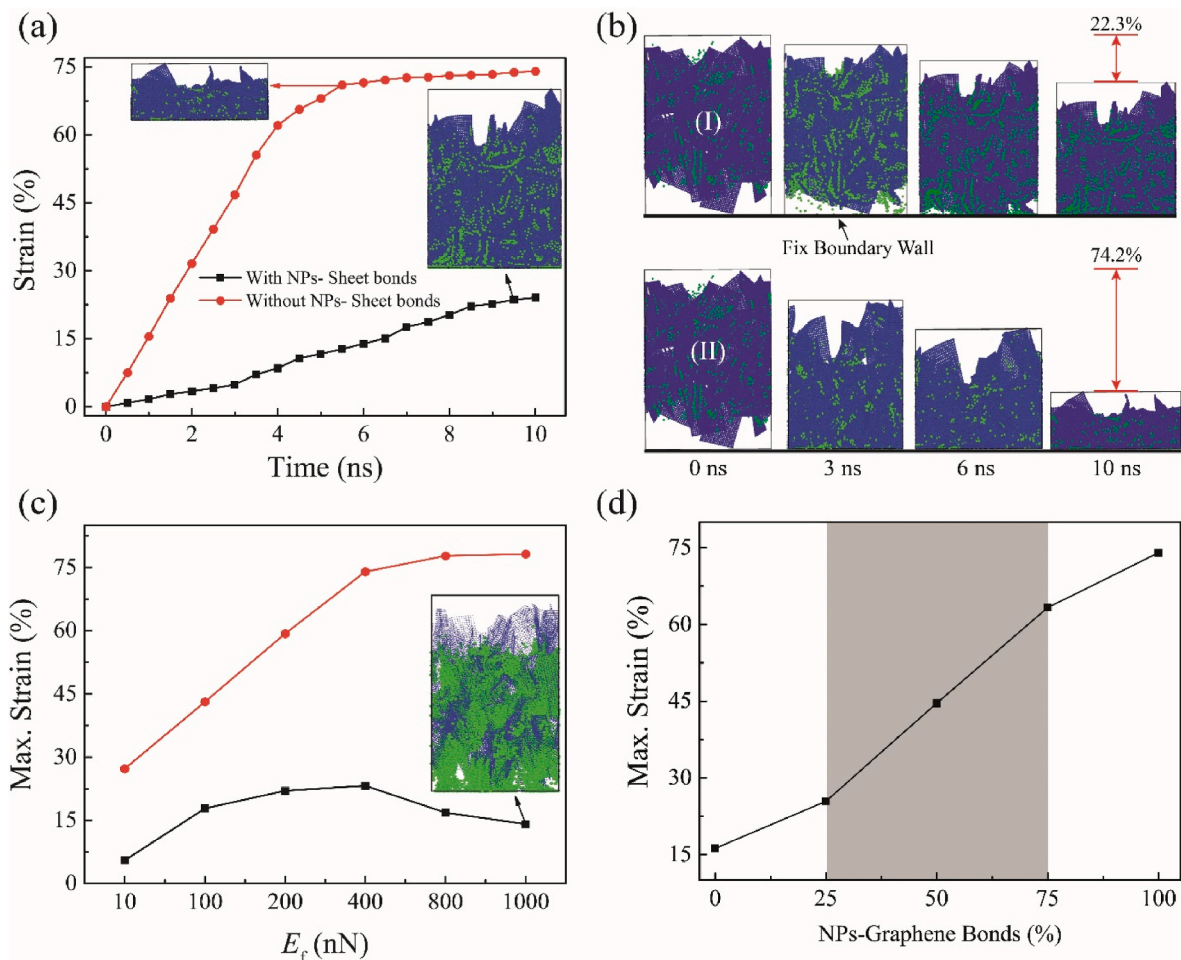 (a)
75
60
45
30
15
0
Strain (%)
With NPs- Sheet bonds
Without NPs- Sheet bonds
0 2 4 6 8 10
Time (ns)
(b)
22.3%
(I)
Fix Boundary Wall
74.2%
(II)
0 ns 3 ns 6 ns 10 ns
(c)
75
60
45
30
15
0
Max. Strain (%)
10 100 200 400 800 1000
E_f (nN)
(d)
75
60
45
30
15
Max. Strain (%)
0 25 50 75 100
NPs-Graphene Bonds (%)